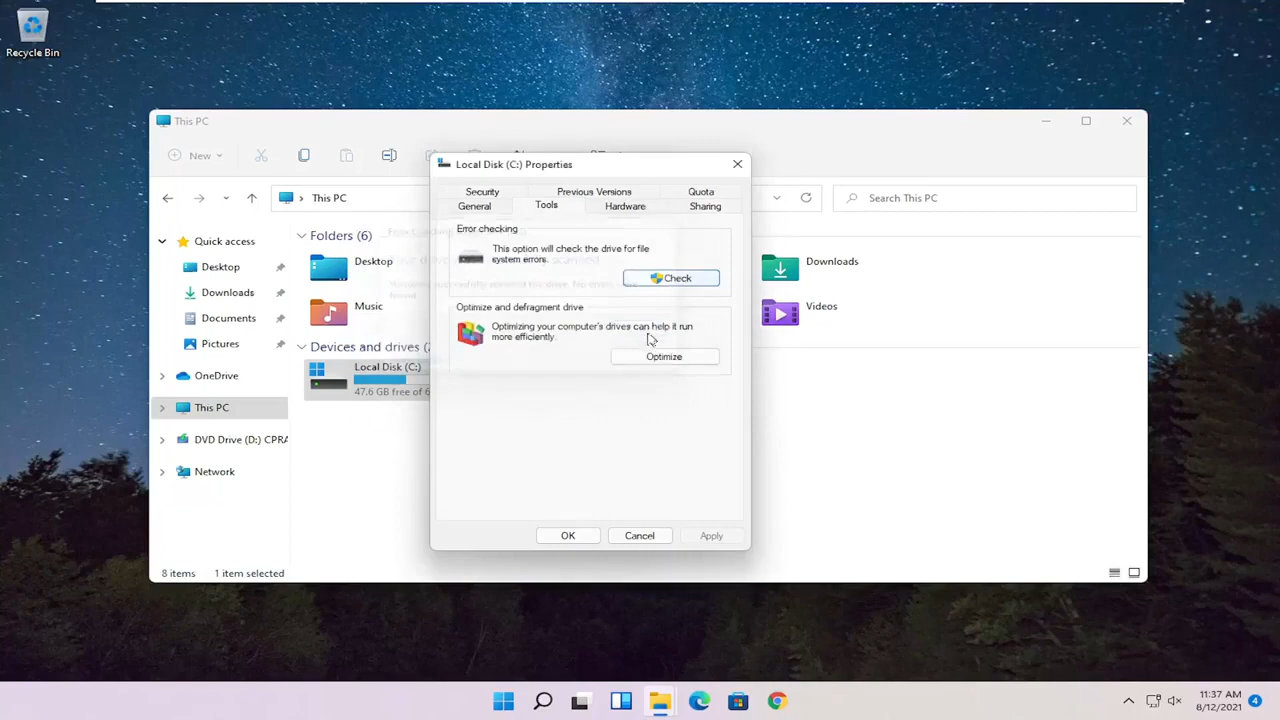 Recycle Bin
This PC
New
Local Disk (C:) Properties
Security
Previous Versions
Quota
General
Tools
Hardware
Sharing
This PC
Search This PC
Quick access
Desktop
Downloads
Documents
Pictures
OneDrive
This PC
DVD Drive (D:) CPRA
Network
Folders (6)
Desktop
Music
Downloads
Videos
Devices and drives (
Local Disk (C:)
47.6 GB free of 6
Error checking
This option will check the drive for file
system errors.
Check
Optimize and defragment drive
Optimizing your computer's drives can help it run
more efficiently.
Optimize
OK
Cancel
Apply
8 items
1 item selected
11:37 AM
8/12/2021
4